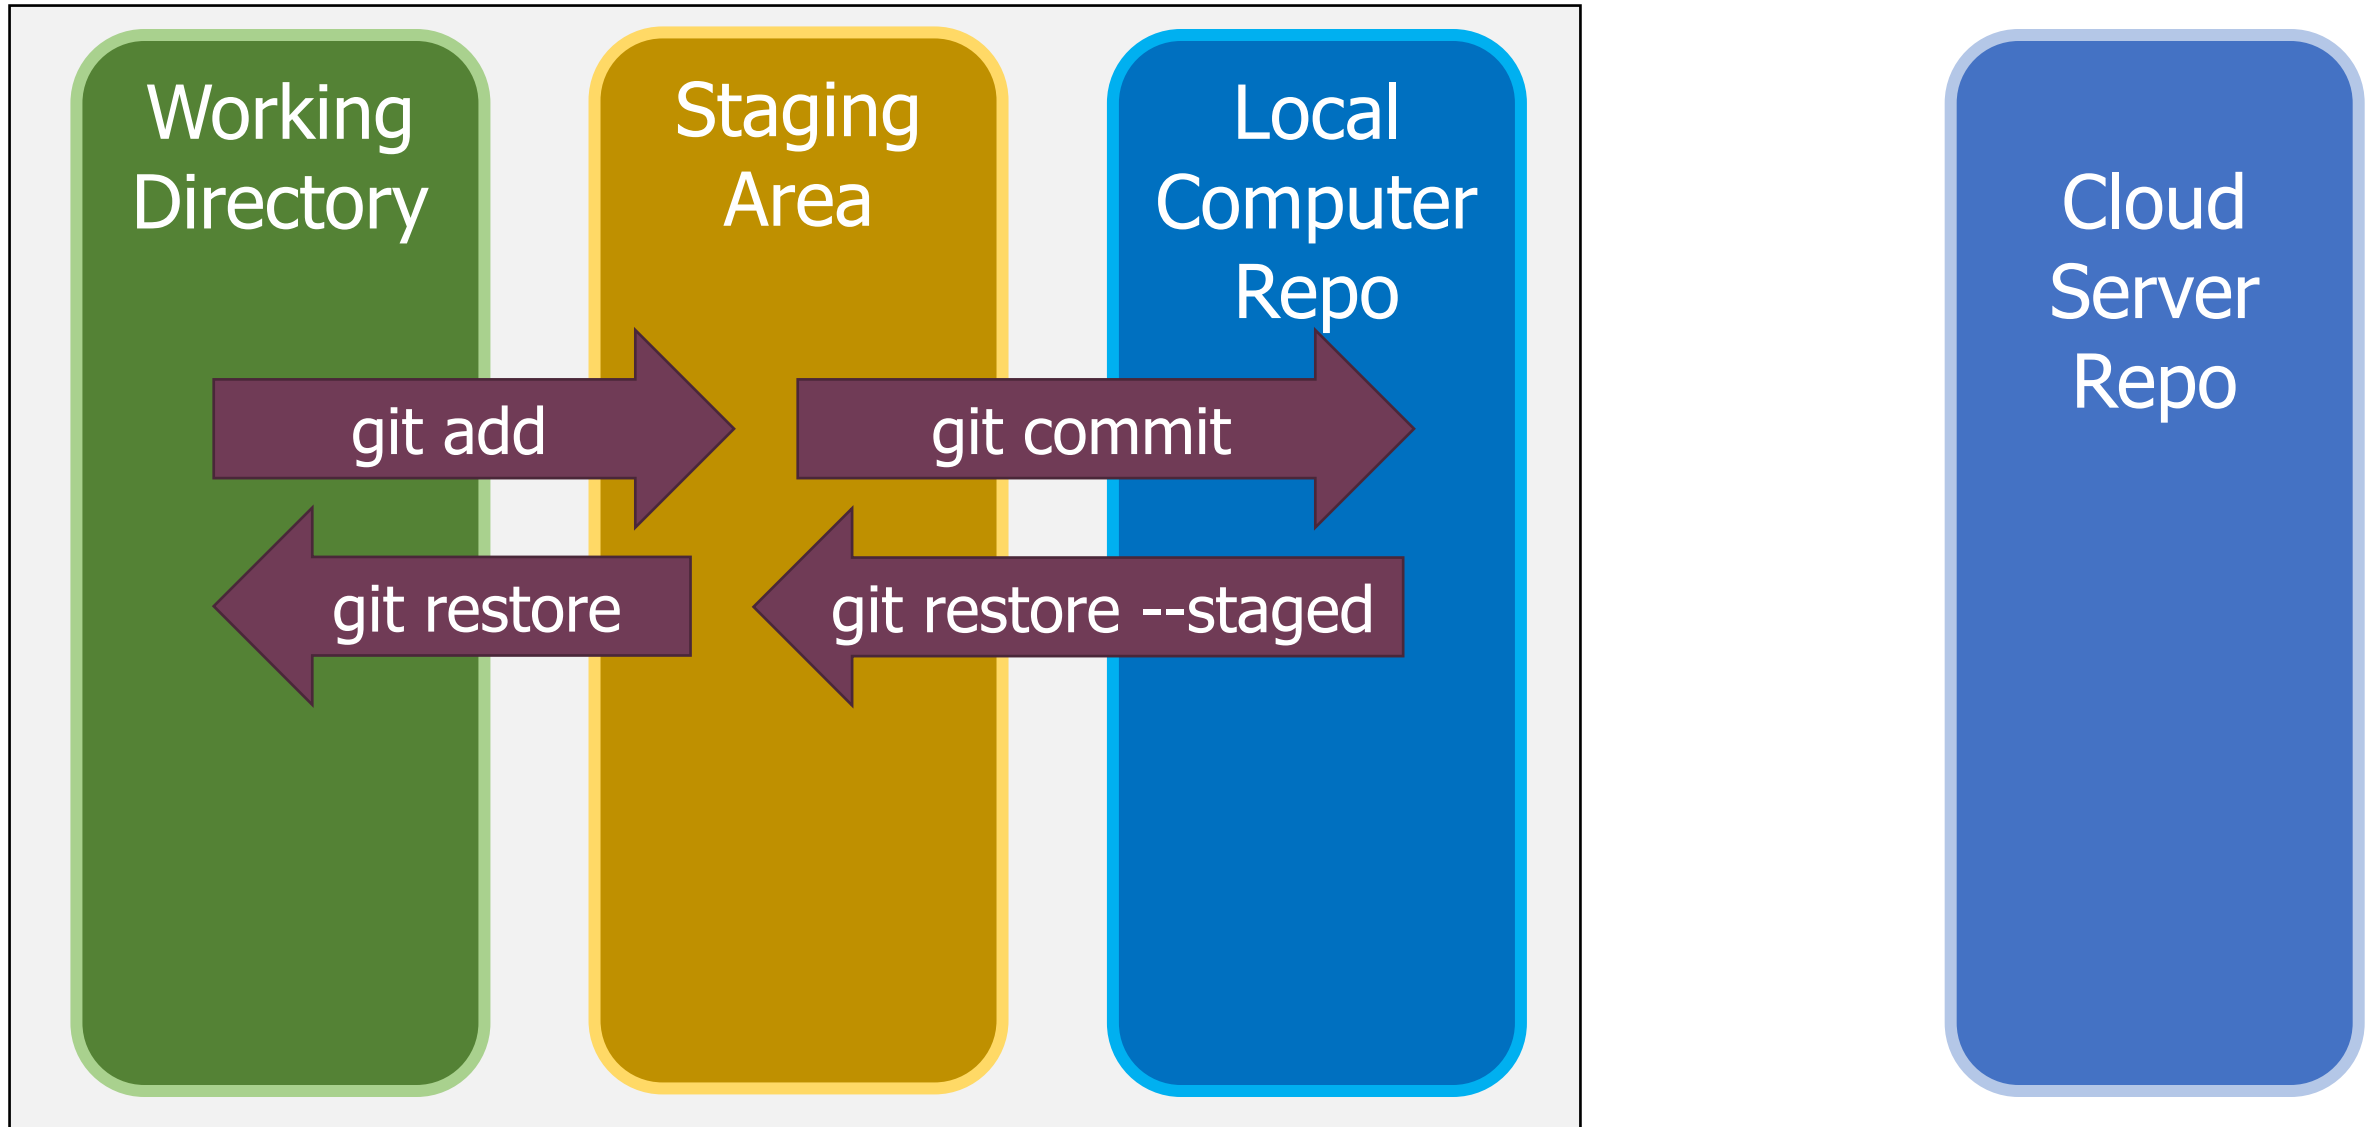 Working
Directory
Staging
Area
Local
Computer
Repo
Cloud
Server
Repo
git add
git commit
git restore
git restore --staged